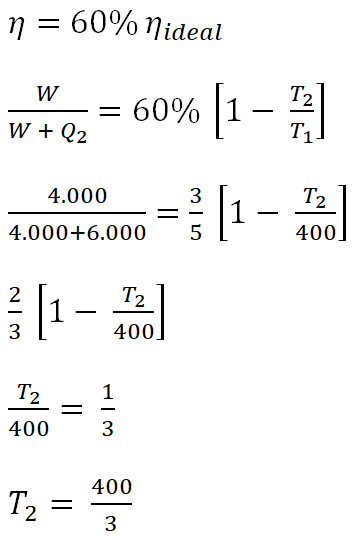 η = 60% η_ideal
W / (W + Q₂) = 60% [1 − T₂/T₁]
4.000 / (4.000+6.000) = 3/5 [1 − T₂/400]
2/3 [1 − T₂/400]
T₂/400 = 1/3
T₂ = 400/3